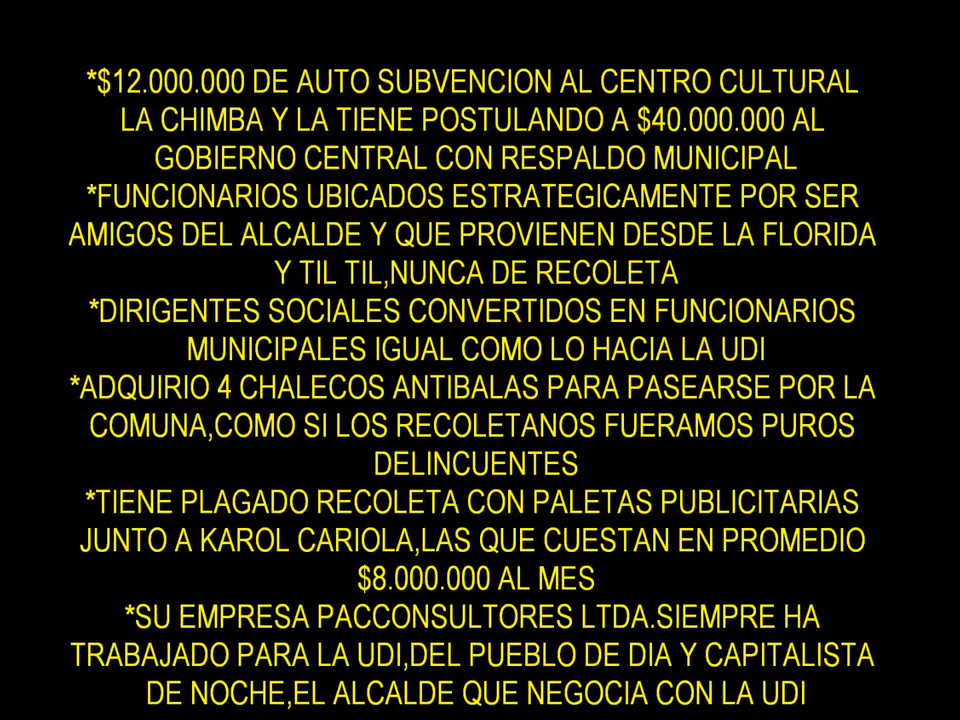 *$12.000.000 DE AUTO SUBVENCION AL CENTRO CULTURAL
LA CHIMBA Y LA TIENE POSTULANDO A $40.000.000 AL
GOBIERNO CENTRAL CON RESPALDO MUNICIPAL
*FUNCIONARIOS UBICADOS ESTRATEGICAMENTE POR SER
AMIGOS DEL ALCALDE Y QUE PROVIENEN DESDE LA FLORIDA
Y TIL TIL,NUNCA DE RECOLETA
*DIRIGENTES SOCIALES CONVERTIDOS EN FUNCIONARIOS
MUNICIPALES IGUAL COMO LO HACIA LA UDI
*ADQUIRIO 4 CHALECOS ANTIBALAS PARA PASEARSE POR LA
COMUNA,COMO SI LOS RECOLETANOS FUERAMOS PUROS
DELINCUENTES
*TIENE PLAGADO RECOLETA CON PALETAS PUBLICITARIAS
JUNTO A KAROL CARIOLA,LAS QUE CUESTAN EN PROMEDIO
$8.000.000 AL MES
*SU EMPRESA PACCONSULTORES LTDA.SIEMPRE HA
TRABAJADO PARA LA UDI,DEL PUEBLO DE DIA Y CAPITALISTA
DE NOCHE,EL ALCALDE QUE NEGOCIA CON LA UDI